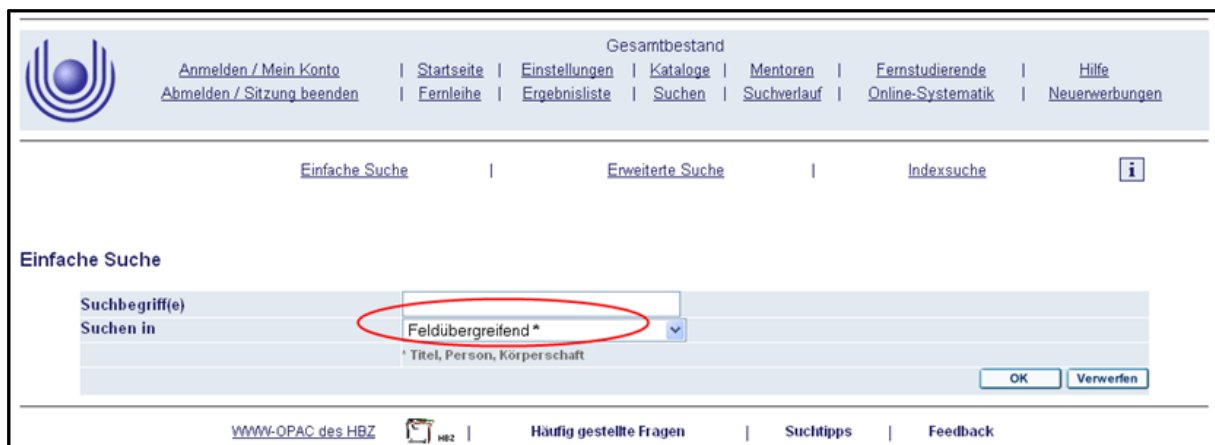 Gesamtbestand
Anmelden / Mein Konto | Startseite | Einstellungen | Kataloge | Mentoren | Fernstudierende | Hilfe
Abmelden / Sitzung beenden | Fernleihe | Ergebnisliste | Suchen | Suchverlauf | Online-Systematik | Neuerwerbungen
Einfache Suche | Erweiterte Suche | Indexsuche i
Einfache Suche
Suchbegriff(e)
Suchen in Feldübergreifend *
* Titel, Person, Körperschaft
OK Verwerfen
WWW-OPAC des HBZ HBZ | Häufig gestellte Fragen | Suchtipps | Feedback